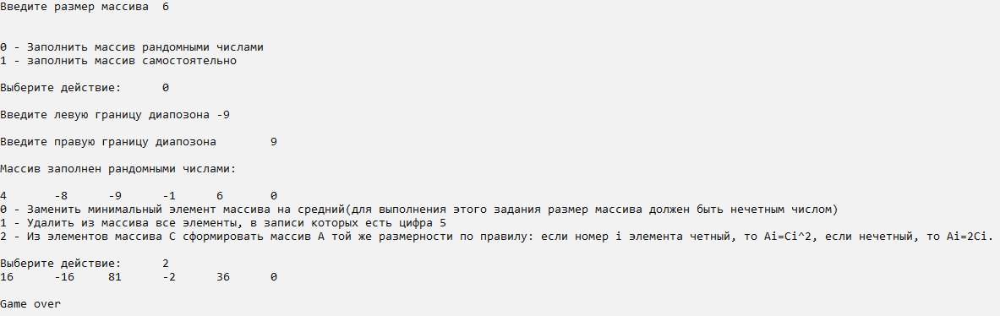 Введите размер массива 6
0 - Заполнить массив рандомными числами
1 - заполнить массив самостоятельно
Выберите действие: 0
Введите левую границу диапозона -9
Введите правую границу диапозона 9
Массив заполнен рандомными числами:
4 -8 -9 -1 6 0
0 - Заменить минимальный элемент массива на средний(для выполнения этого задания размер массива должен быть нечетным числом)
1 - Удалить из массива все элементы, в записи которых есть цифра 5
2 - Из элементов массива С сформировать массив А той же размерности по правилу: если номер i элемента четный, то Ai=Ci^2, если нечетный, то Ai=2Ci.
Выберите действие: 2
16 -16 81 -2 36 0
Game over